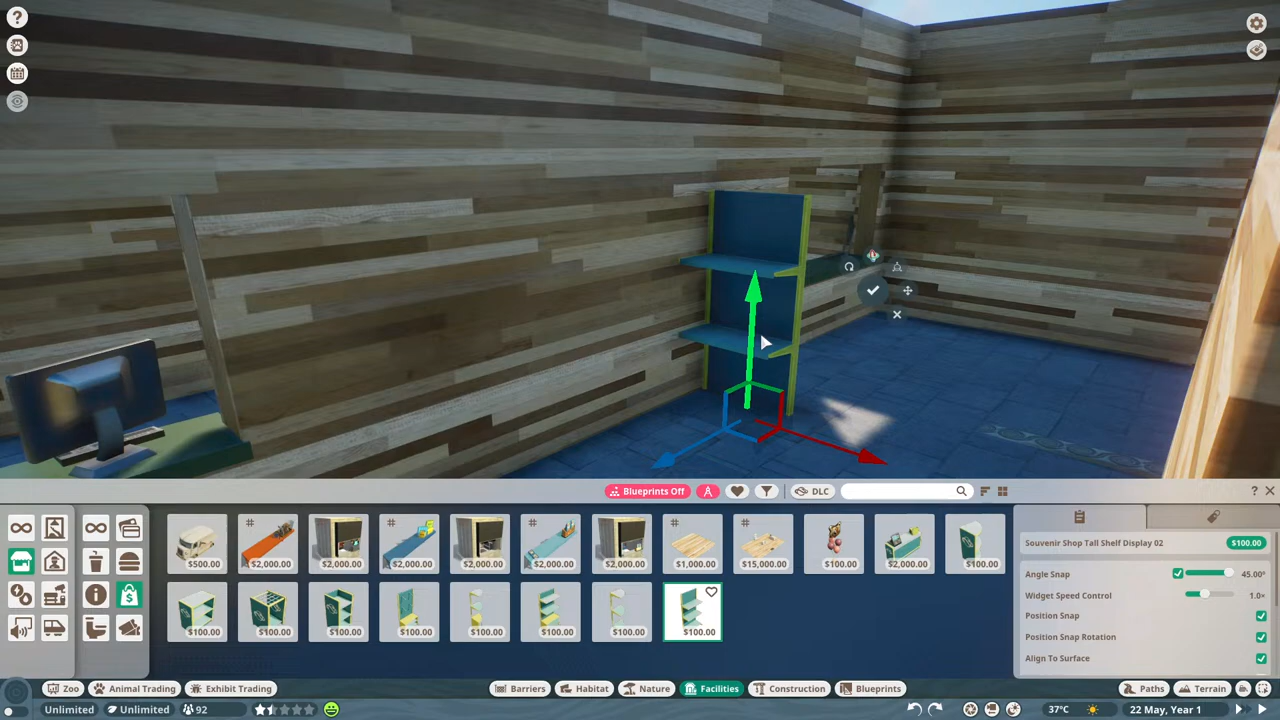 Blueprints Off
DLC
?
$500.00
$2,000.00
$2,000.00
$2,000.00
$2,000.00
$2,000.00
$2,000.00
$1,000.00
$15,000.00
$100.00
$2,000.00
$100.00
$100.00
$100.00
$100.00
$100.00
$100.00
$100.00
$100.00
$100.00
Souvenir Shop Tall Shelf Display 02
$100.00
Angle Snap
45.00°
Widget Speed Control
1.0×
Position Snap
Position Snap Rotation
Align To Surface
Zoo
Animal Trading
Exhibit Trading
Barriers
Habitat
Nature
Facilities
Construction
Blueprints
Paths
Terrain
Unlimited
Unlimited
92
37°C
22 May, Year 1